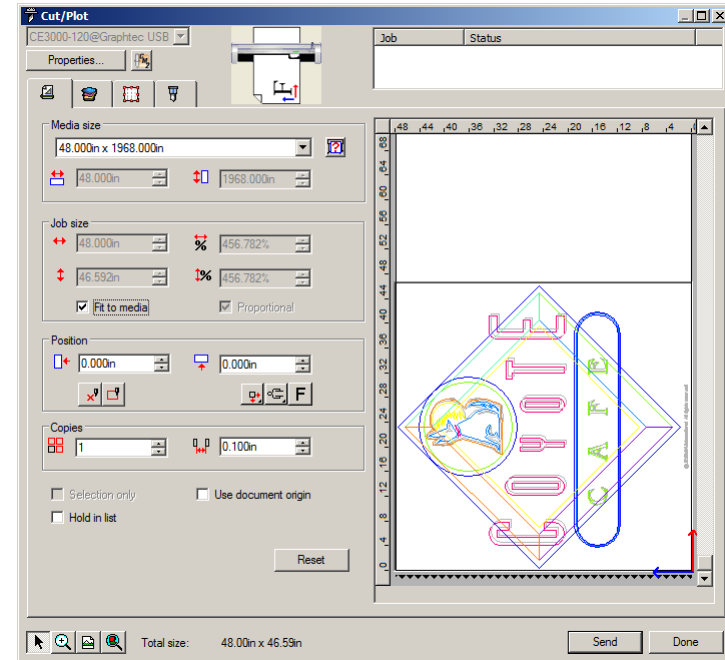 Cut/Plot
CE3000-120@Graphtec USB
Properties...
Job Status
Media size
48.000in x 1968.000in
48.000in 1968.000in
Job size
48.000in % 456.782%
46.592in % 456.782%
Fit to media Proportional
Position
0.000in 0.000in
F
Copies
1 0.100in
Selection only Use document origin
Hold in list
Reset
48 44 40 36 32 28 24 20 16 12 8 4
68
64
60
56
52
48
44
40
36
32
28
24
20
16
12
8
4
0
COYOTE
CAFE
Total size: 48.00in x 46.59in
Send Done